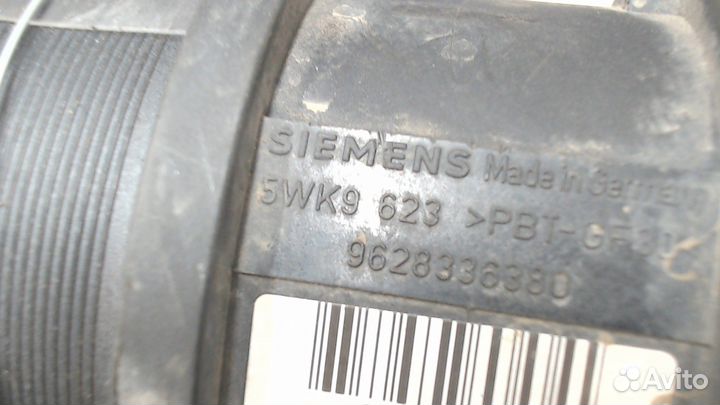 SIEMENS Made in Germany
5WK9 623 >PBT-GF30<
9628336380
Avito